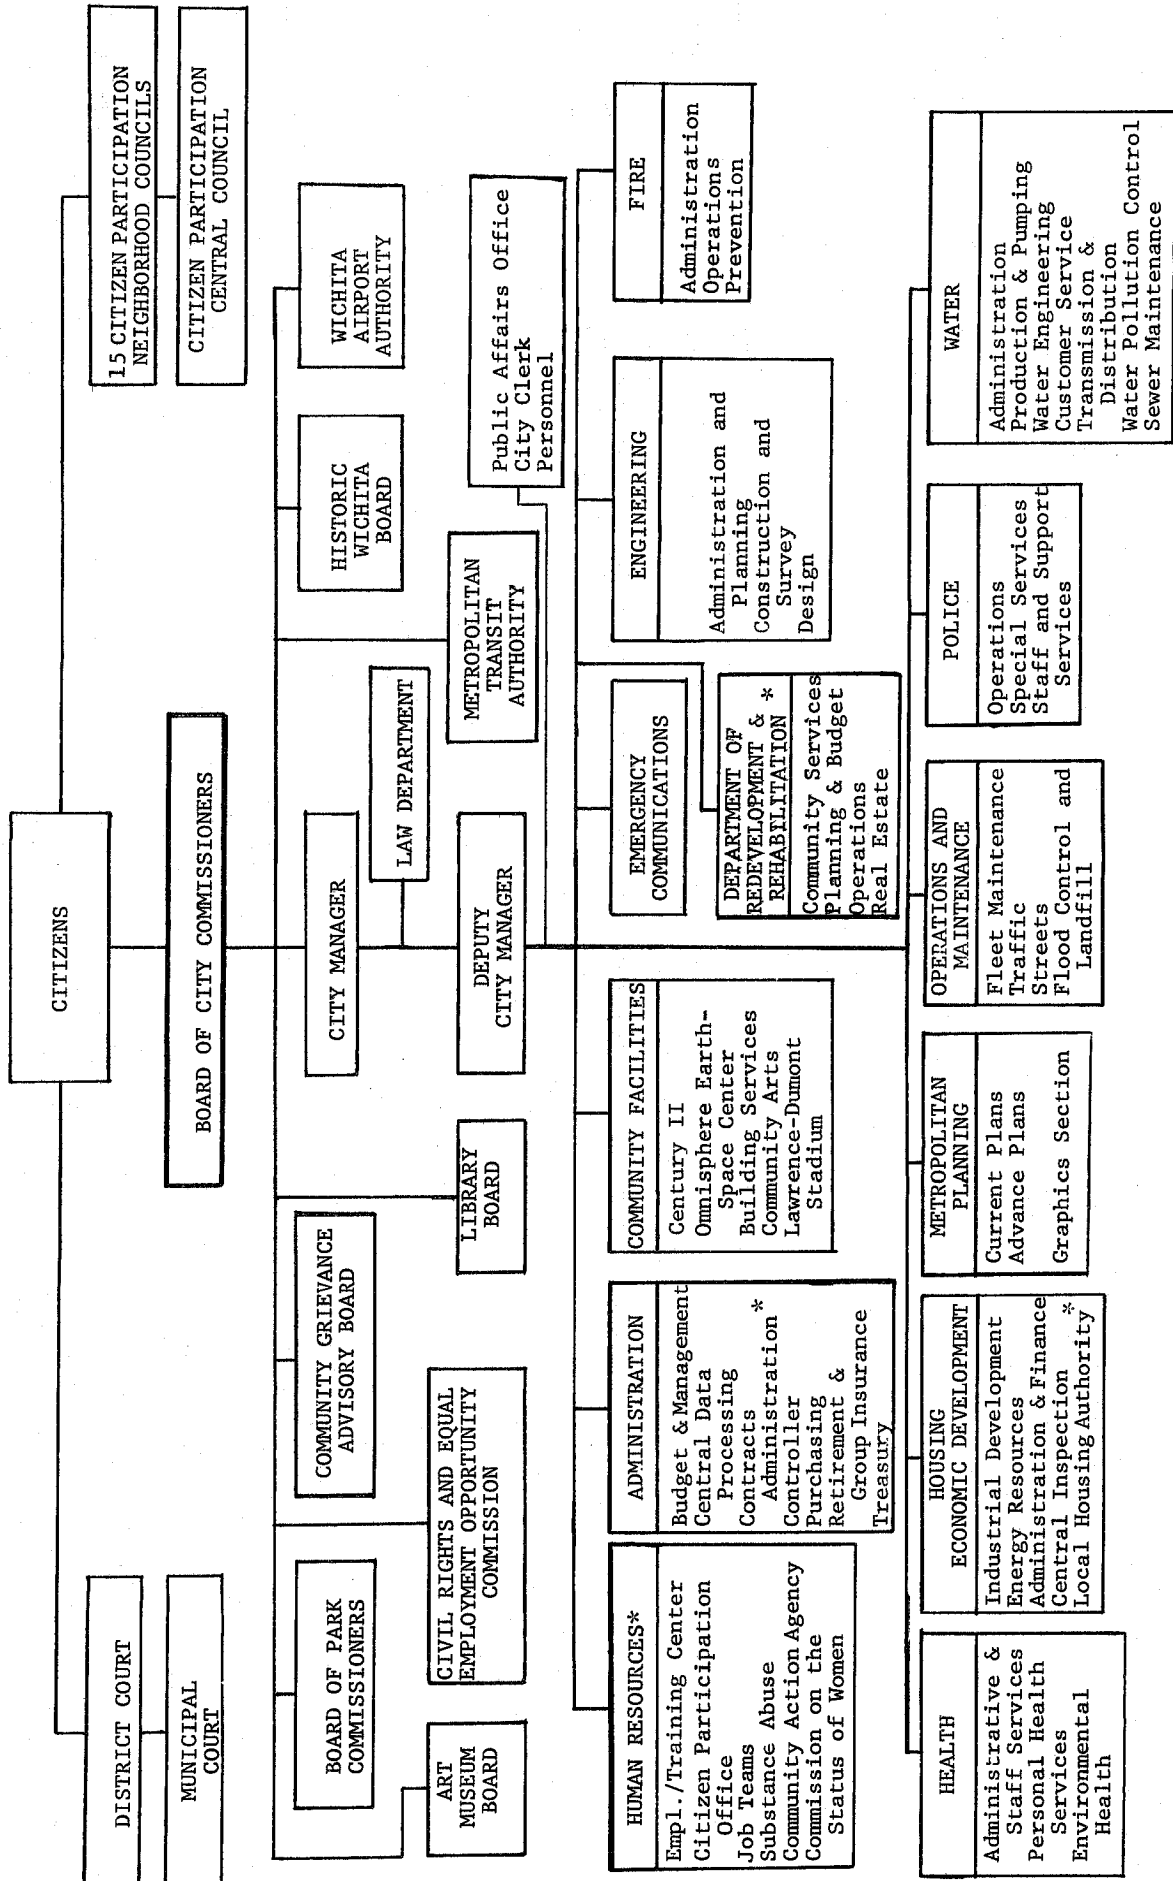 CITIZENS
DISTRICT COURT
MUNICIPAL
COURT
15 CITIZEN PARTICIPATION
NEIGHBORHOOD COUNCILS
CITIZEN PARTICIPATION
CENTRAL COUNCIL
BOARD OF CITY COMMISSIONERS
BOARD OF PARK
COMMISSIONERS
COMMUNITY GRIEVANCE
ADVISORY BOARD
CITY MANAGER
HISTORIC
WICHITA
BOARD
WICHITA
AIRPORT
AUTHORITY
LAW DEPARTMENT
ART
MUSEUM
BOARD
CIVIL RIGHTS AND EQUAL
EMPLOYMENT OPPORTUNITY
COMMISSION
LIBRARY
BOARD
DEPUTY
CITY MANAGER
METROPOLITAN
TRANSIT
AUTHORITY
Public Affairs Office
City Clerk
Personnel
HUMAN RESOURCES*
Empl./Training Center
Citizen Participation
Office
Job Teams
Substance Abuse
Community Action Agency
Commission on the
Status of Women
ADMINISTRATION
Budget & Management
Central Data
Processing
Contracts
Administration*
Controller
Purchasing
Retirement &
Group Insurance
Treasury
COMMUNITY FACILITIES
Century II
Omnisphere Earth-
Space Center
Building Services
Community Arts
Lawrence-Dumont
Stadium
EMERGENCY
COMMUNICATIONS
DEPARTMENT OF
REDEVELOPMENT &
REHABILITATION *
Community Services
Planning & Budget
Operations
Real Estate
ENGINEERING
Administration and
Planning
Construction and
Survey
Design
FIRE
Administration
Operations
Prevention
HEALTH
Administrative &
Staff Services
Personal Health
Services
Environmental
Health
HOUSING
ECONOMIC DEVELOPMENT
Industrial Development
Energy Resources
Administration & Finance
Central Inspection *
Local Housing Authority*
METROPOLITAN
PLANNING
Current Plans
Advance Plans
Graphics Section
OPERATIONS AND
MAINTENANCE
Fleet Maintenance
Traffic
Streets
Flood Control and
Landfill
POLICE
Operations
Special Services
Staff and Support
Services
WATER
Administration
Production & Pumping
Water Engineering
Customer Service
Transmission &
Distribution
Water Pollution Control
Sewer Maintenance